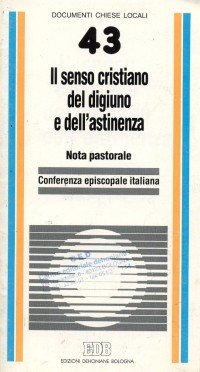 DOCUMENTI CHIESE LOCALI
43
Il senso cristiano
del digiuno
e dell'astinenza
Nota pastorale
Conferenza episcopale italiana
EDB
EDIZIONI DEHONIANE BOLOGNA